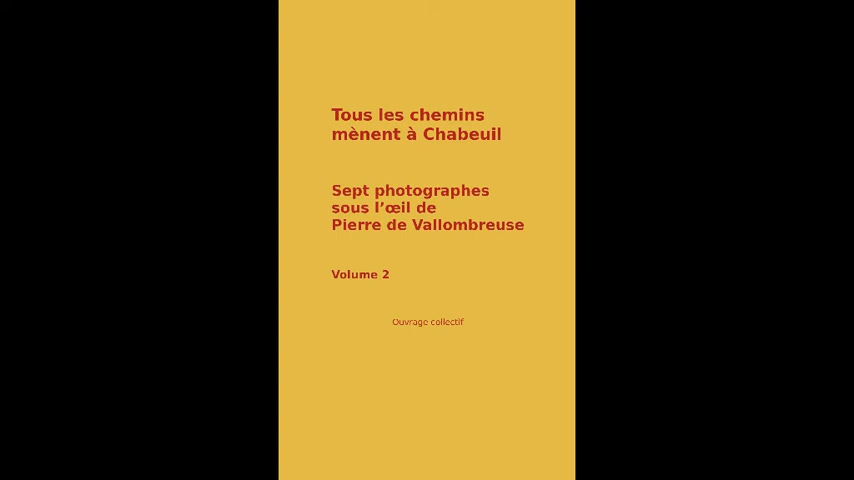 Tous les chemins
mènent à Chabeuil
Sept photographes
sous l’œil de
Pierre de Vallombreuse
Volume 2
Ouvrage collectif